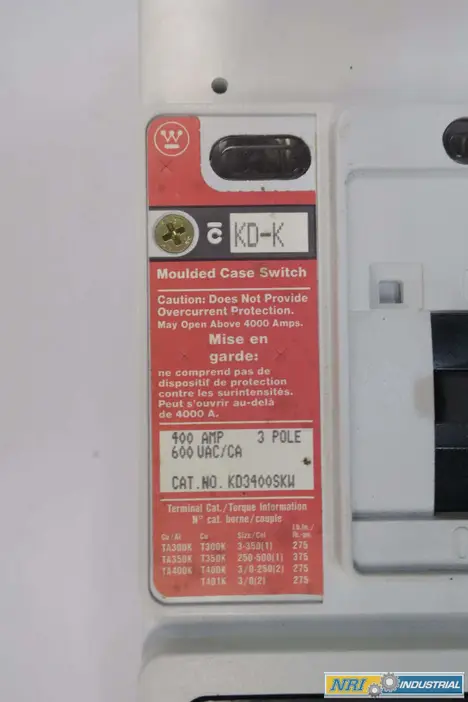 W
KD-K
Moulded Case Switch
Caution: Does Not Provide
Overcurrent Protection.
May Open Above 4000 Amps.
Mise en
garde:
ne comprend pas de
dispositif de protection
contre les surintensités.
Peut s'ouvrir au-delà
de 4000 A.
400 AMP 3 POLE
600 VAC/CA
CAT.NO. KD3400SKW
Terminal Cat./Torque Information
N° cat. borne/couple
Cu/Al Cu Size/Cal
TA300K T300K 3-350(1) 275
TA350K T350K 250-500(1) 375
TA400K T400K 3/0-250(2) 275
T401K 3/0(2) 275
NRI INDUSTRIAL